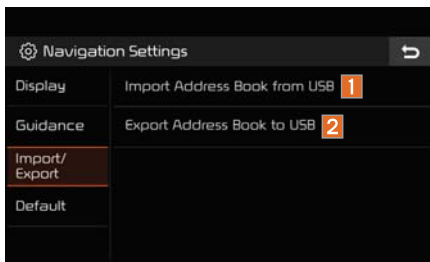 Navigation Settings
Display
Import Address Book from USB 1
Guidance
Export Address Book to USB 2
Import/
Export
Default